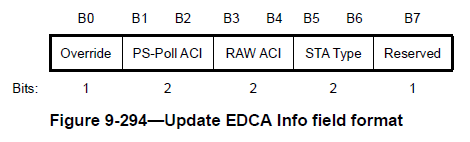 B0 B1 B2 B3 B4 B5 B6 B7
Override PS-Poll ACI RAW ACI STA Type Reserved
Bits: 1 2 2 2 1
Figure 9-294—Update EDCA Info field format